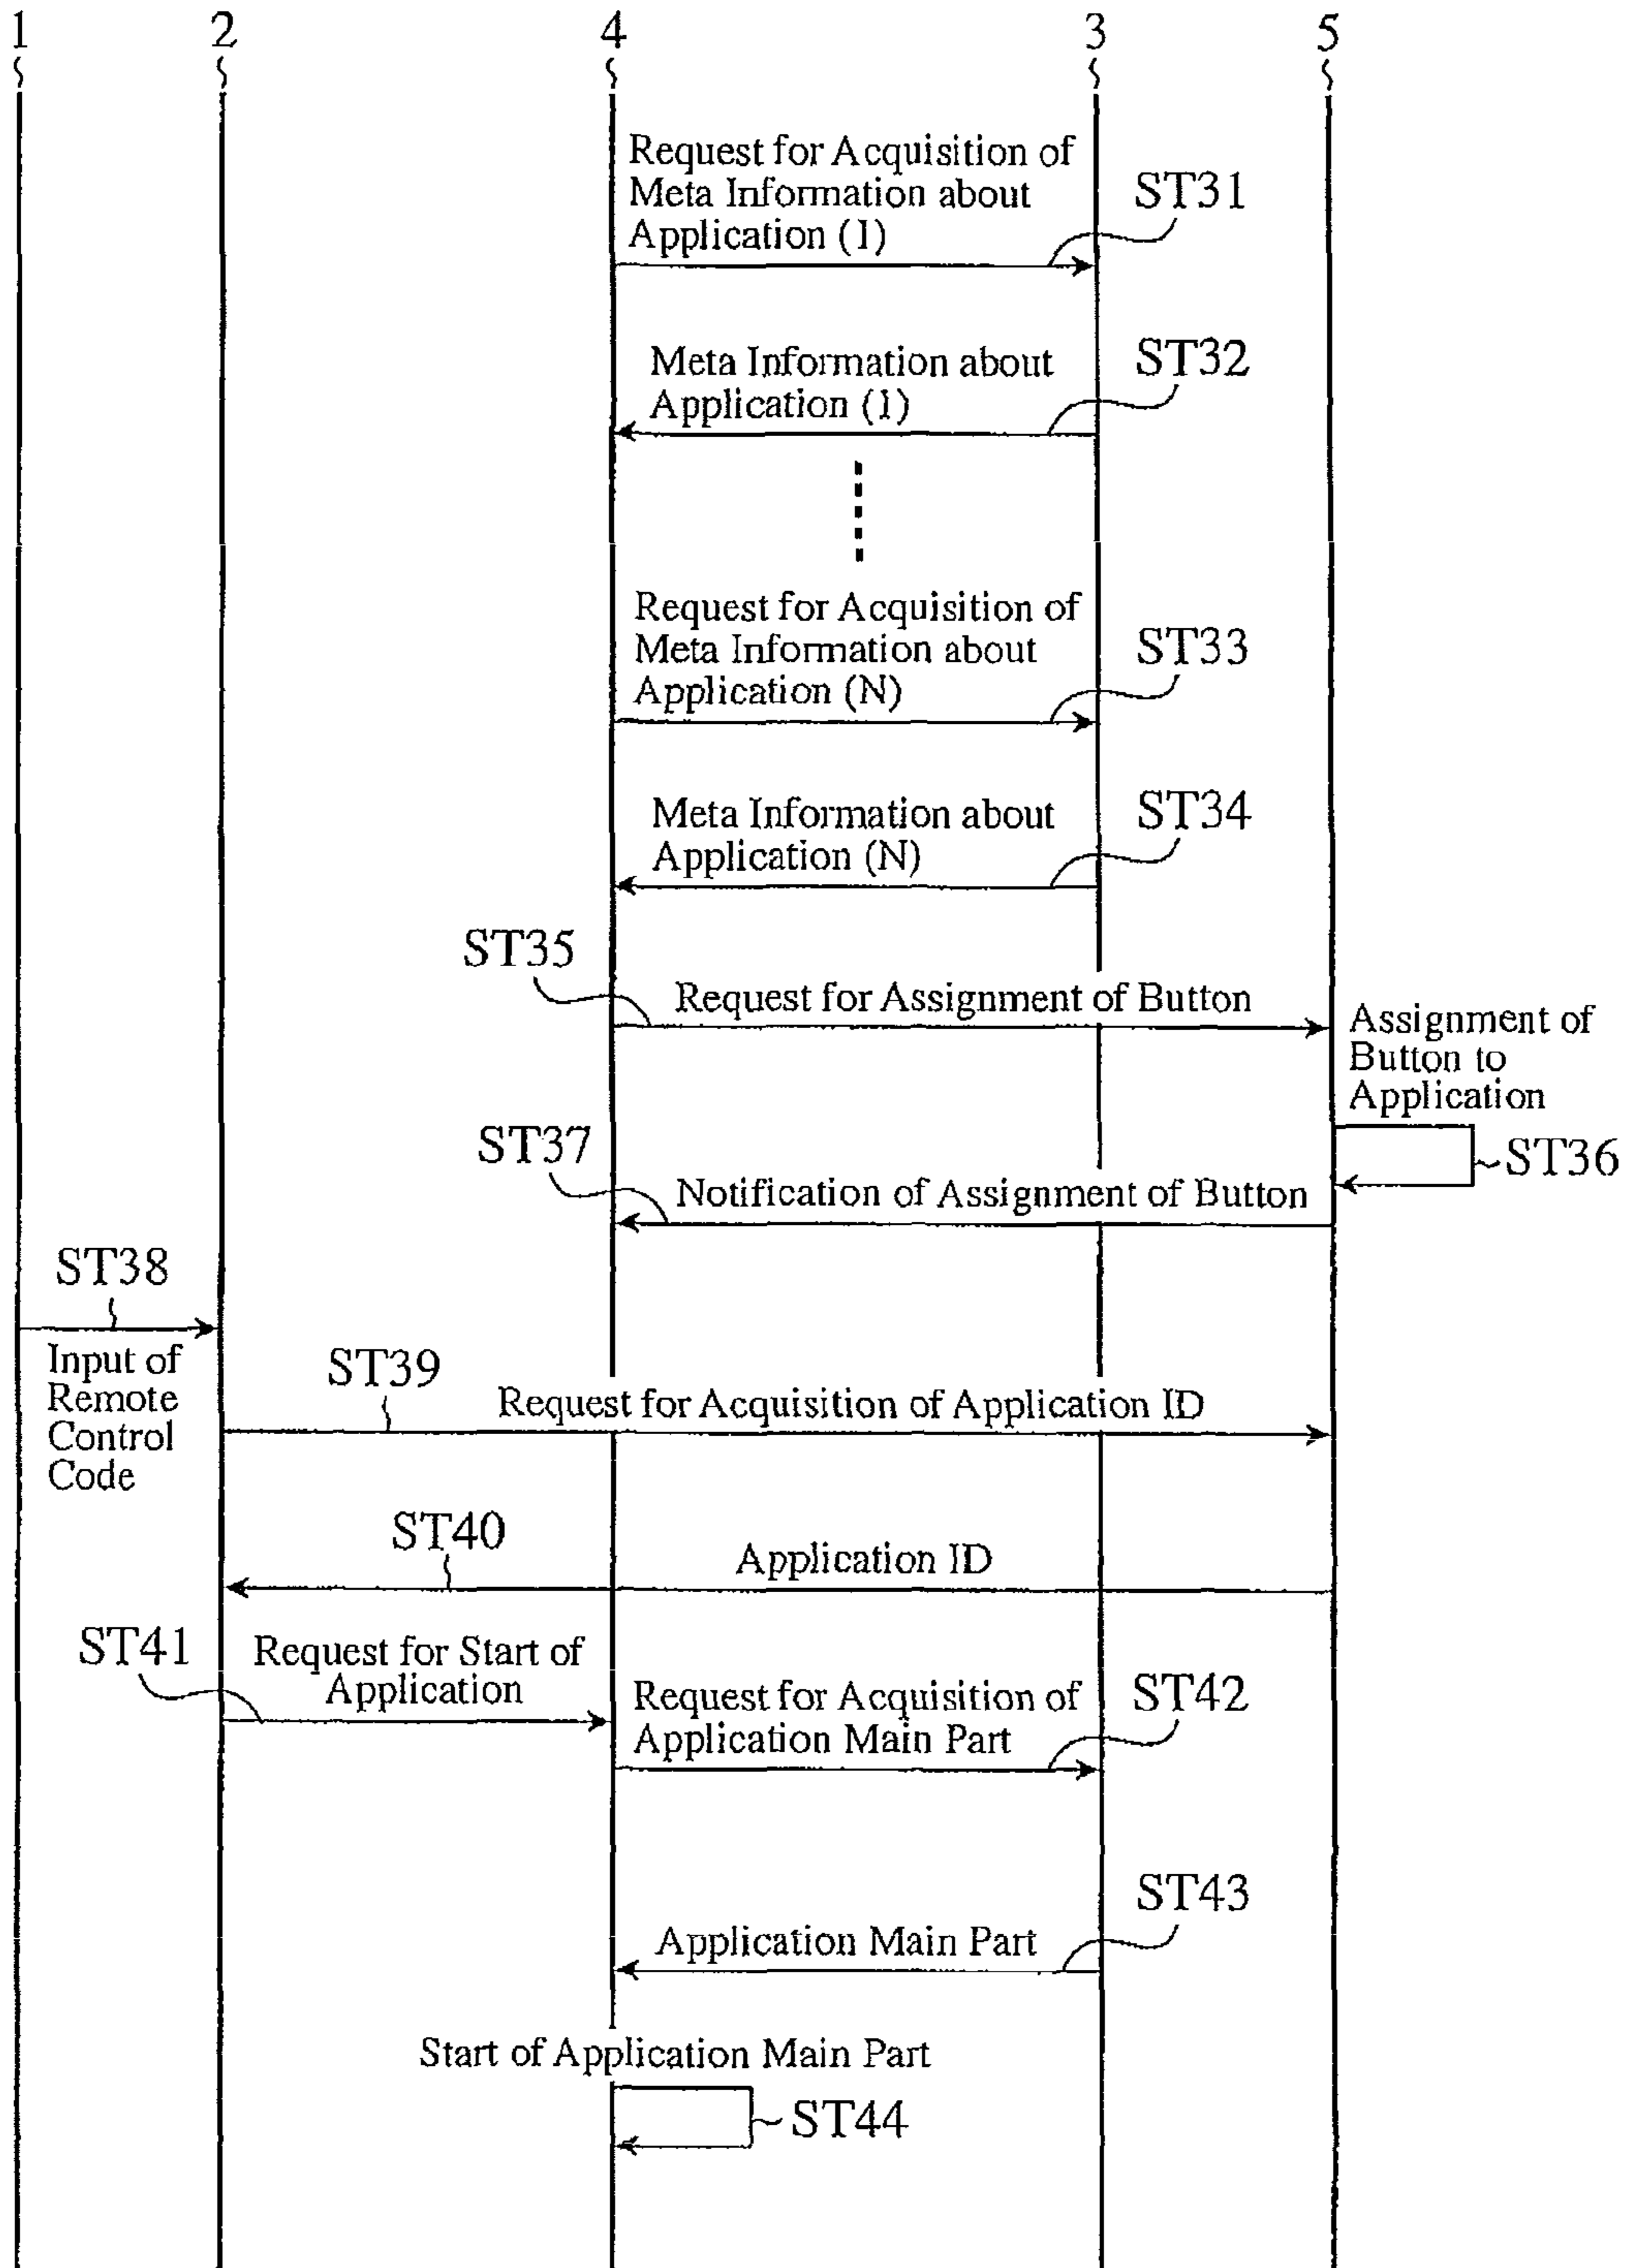 1
2
4
3
5
Request for Acquisition of
Meta Information about
Application (1)
ST31
Meta Information about
Application (1)
ST32
Request for Acquisition of
Meta Information about
Application (N)
ST33
Meta Information about
Application (N)
ST34
ST35
Request for Assignment of Button
Assignment of
Button to
Application
ST36
ST37
Notification of Assignment of Button
ST38
Input of
Remote
Control
Code
ST39
Request for Acquisition of Application ID
ST40
Application ID
ST41
Request for Start of
Application
Request for Acquisition of
Application Main Part
ST42
ST43
Application Main Part
Start of Application Main Part
ST44